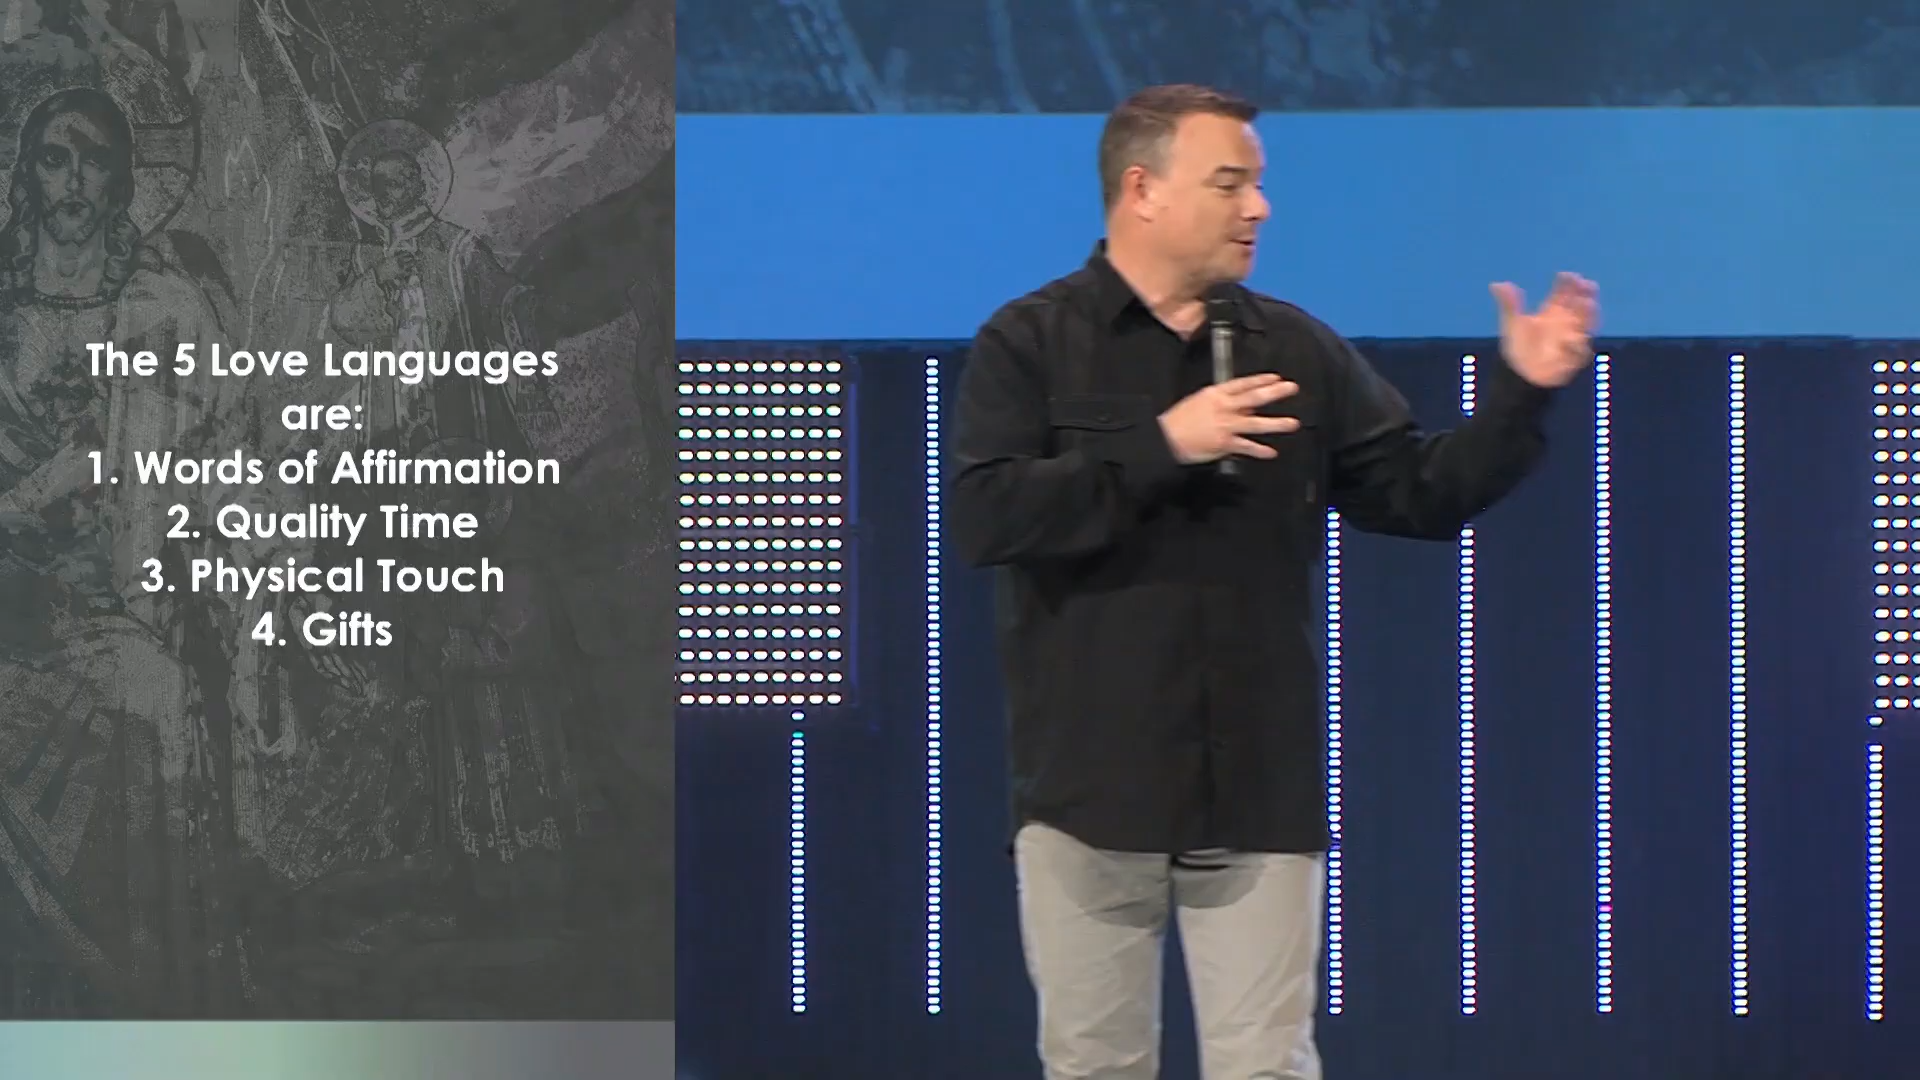 The 5 Love Languages
are:
1. Words of Affirmation
2. Quality Time
3. Physical Touch
4. Gifts